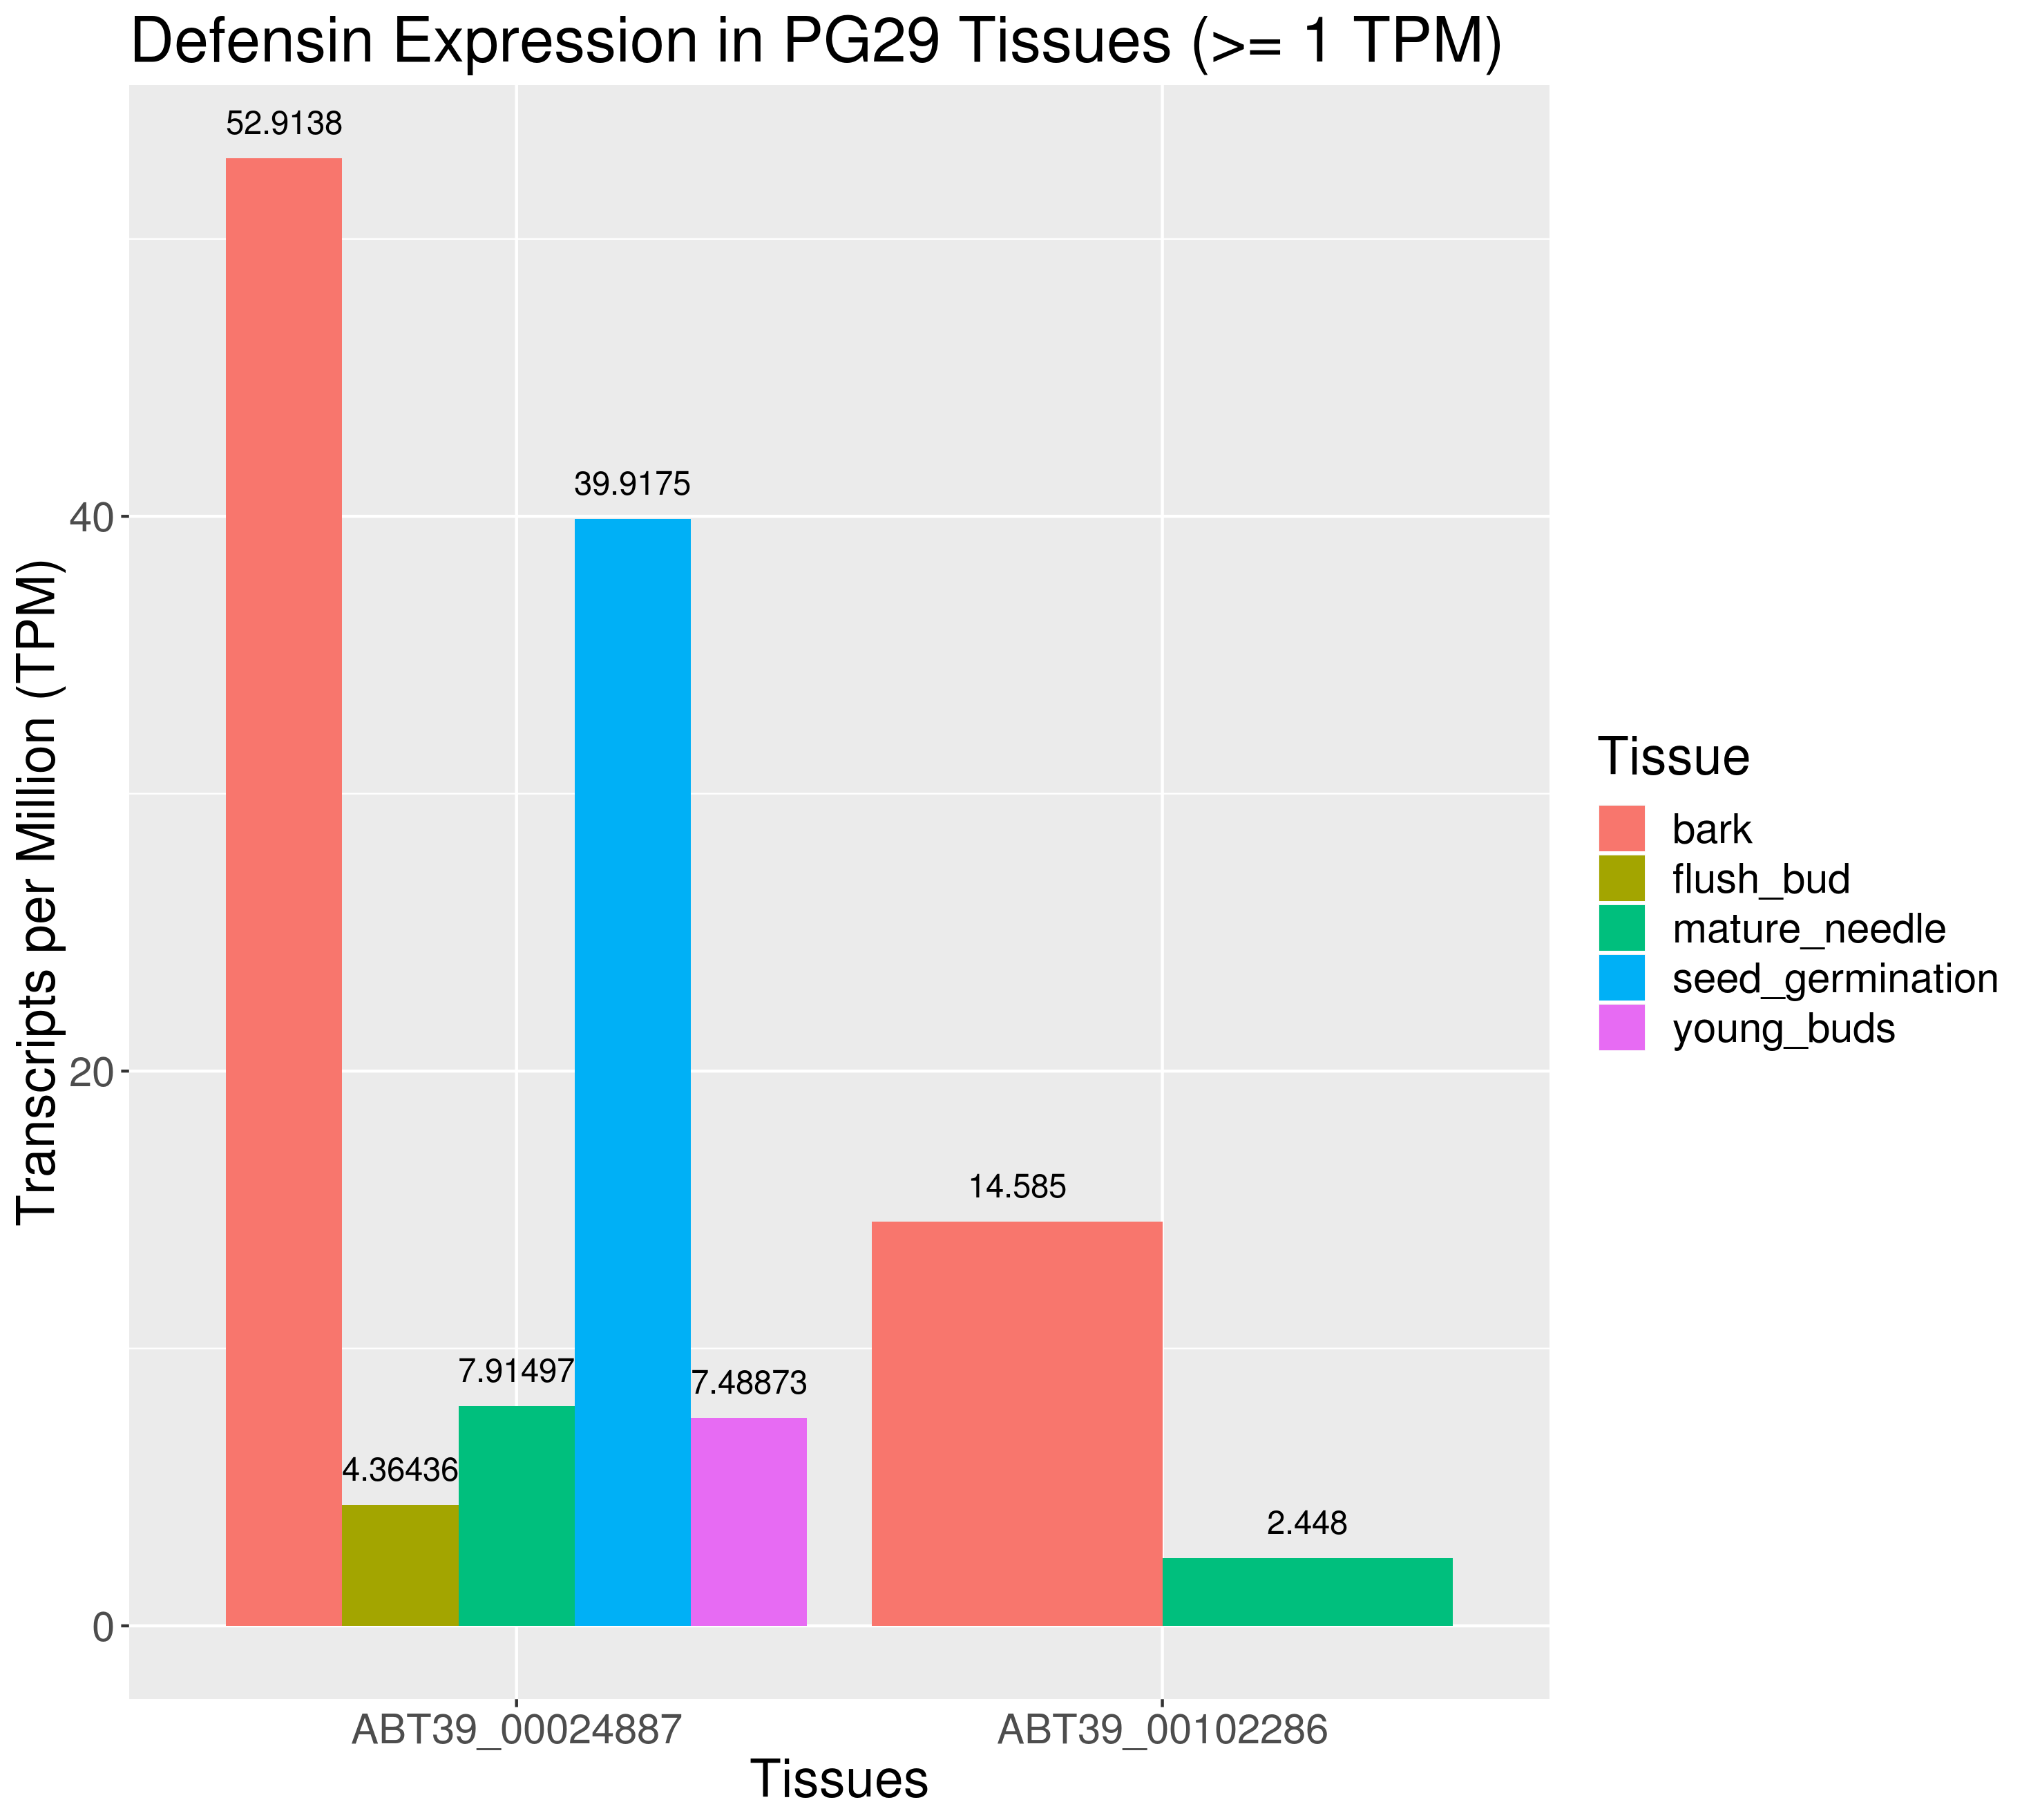 Defensin Expression in PG29 Tissues (>= 1 TPM)
52.9138
39.9175
14.585
7.91497
7.48873
4.36436
2.448
40
20
0
Transcripts per Million (TPM)
ABT39_00024887
ABT39_00102286
Tissues
Tissue
bark
flush_bud
mature_needle
seed_germination
young_buds